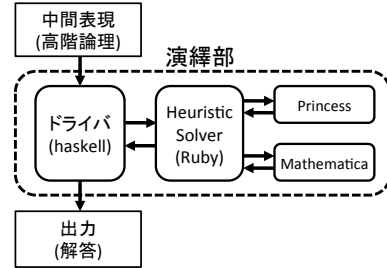 中間表現
(高階論理)
演繹部
ドライバ
(haskell)
Heuristic
Solver
(Ruby)
Princess
Mathematica
出力
(解答)